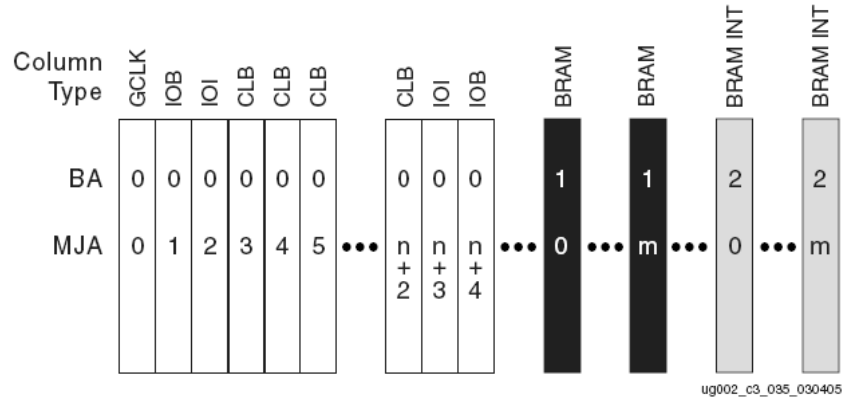 Column Type GCLK IOB IOI CLB CLB CLB CLB IOI IOB BRAM BRAM BRAM INT BRAM INT
BA 0 0 0 0 0 0 0 0 0 1 1 2 2
MJA 0 1 2 3 4 5 ••• n+2 n+3 n+4 ••• 0 ••• m ••• 0 ••• m
ug002_c3_035_030405